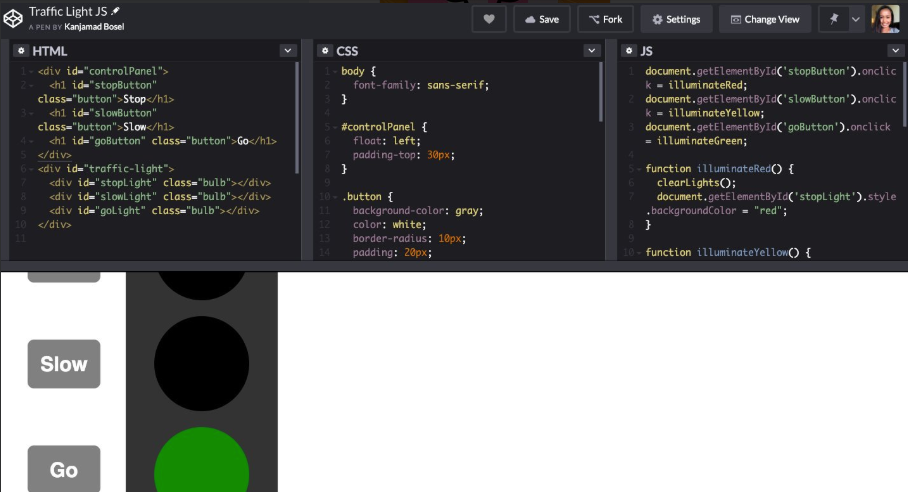 Traffic Light JS
A PEN BY Kanjamad Bosel
Save
Fork
Settings
Change View
HTML
1 <div id="controlPanel">
2 <h1 id="stopButton"
class="button">Stop</h1>
3 <h1 id="slowButton"
class="button">Slow</h1>
4 <h1 id="goButton" class="button">Go</h1>
5 </div>
6 <div id="traffic-light">
7 <div id="stopLight" class="bulb"></div>
8 <div id="slowLight" class="bulb"></div>
9 <div id="goLight" class="bulb"></div>
10 </div>
11
CSS
1 body {
2 font-family: sans-serif;
3 }
4
5 #controlPanel {
6 float: left;
7 padding-top: 30px;
8 }
9
10 .button {
11 background-color: gray;
12 color: white;
13 border-radius: 10px;
14 padding: 20px;
JS
1 document.getElementById('stopButton').onclic
k = illuminateRed;
2 document.getElementById('slowButton').onclic
k = illuminateYellow;
3 document.getElementById('goButton').onclick
= illuminateGreen;
4
5 function illuminateRed() {
6 clearLights();
7 document.getElementById('stopLight').style
.backgroundColor = "red";
8 }
9
10 function illuminateYellow() {
Slow
Go